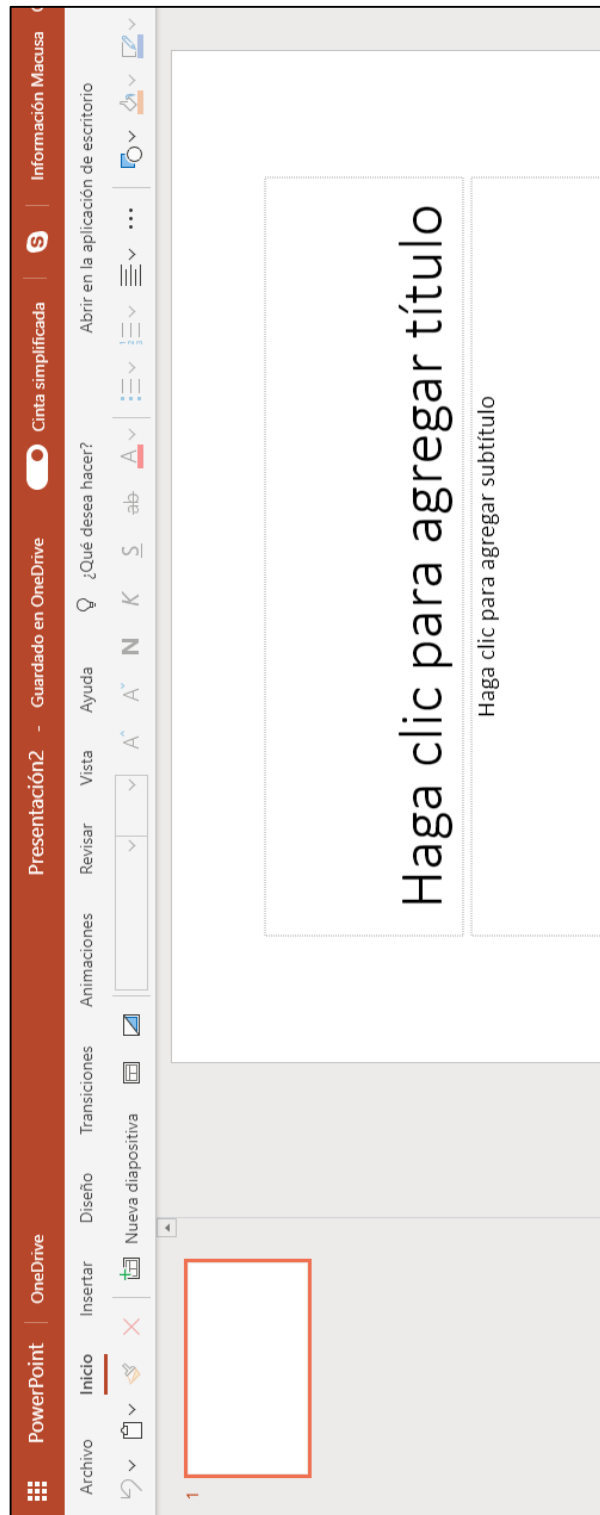 PowerPoint OneDrive Presentación2 - Guardado en OneDrive Cinta simplificada Información Macusa
Archivo Inicio Insertar Diseño Transiciones Animaciones Revisar Vista Ayuda ¿Qué desea hacer? Abrir en la aplicación de escritorio
Nueva diapositiva A A N K S ab A
1
Haga clic para agregar título
Haga clic para agregar subtítulo